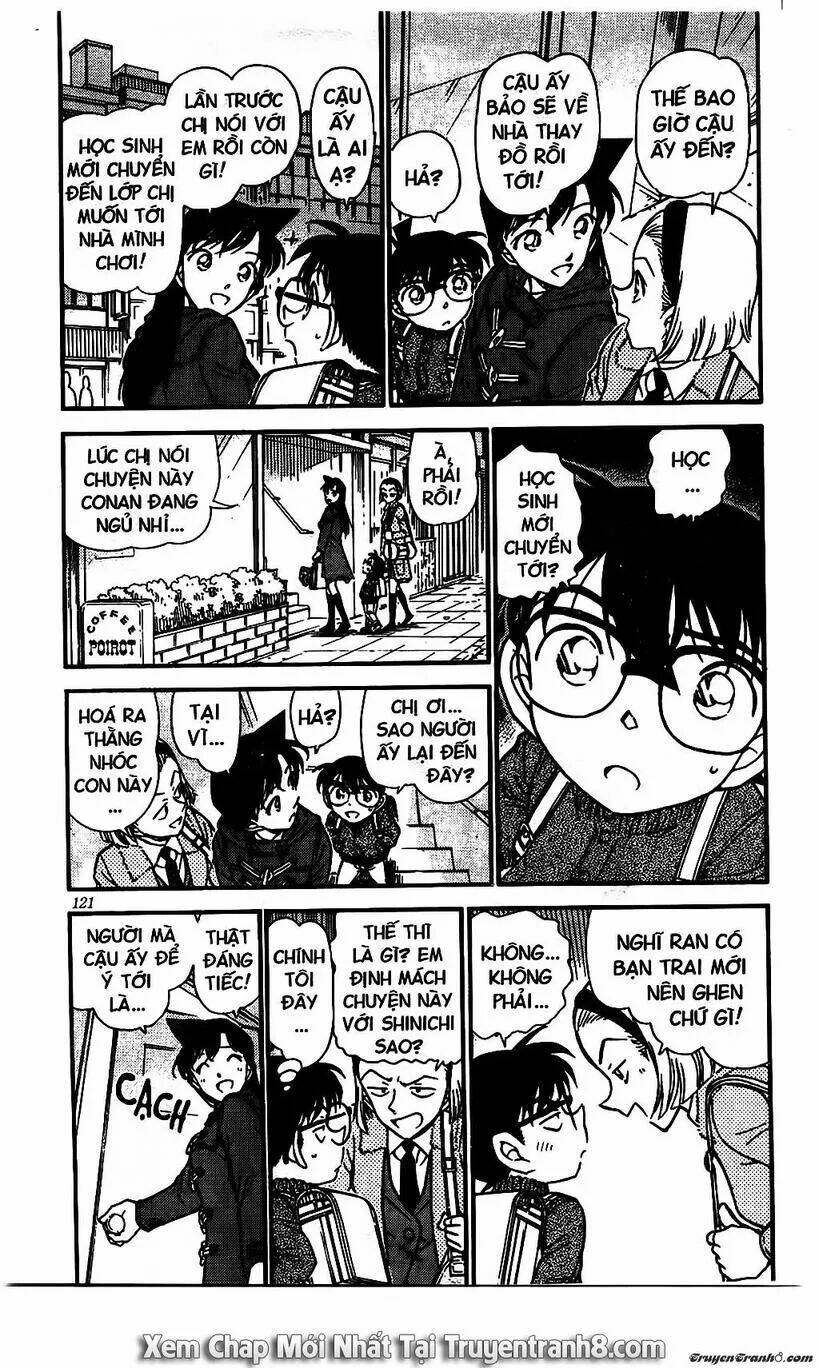 THẾ BAO
GIỜ CẬU
ẤY ĐẾN?
CẬU ẤY
BẢO SẼ VỀ
NHÀ THAY
ĐỒ RỒI
TỚI!
HẢ?
CẬU
ẤY
LÀ AI
Ạ?
LẦN TRƯỚC
CHỊ NÓI VỚI
EM RỒI CÒN
GÌ!
HỌC SINH
MỚI CHUYỂN
ĐẾN LỚP CHỊ
MUỐN TỚI
NHÀ MÌNH
CHƠI!
HỌC
...
HỌC
SINH
MỚI
CHUYỂN
TỚI?
À,
PHẢI
RỒI!
LÚC CHỊ NÓI
CHUYỆN NÀY
CONAN ĐANG
NGỦ NHỈ...
COFFEE
POIROT
CHỊ ƠI...
SAO NGƯỜI
ẤY LẠI ĐẾN
ĐÂY?
HẢ?
TẠI
VÌ...
HOÁ RA
THẰNG
NHÓC
CON NÀY
...
121
NGHĨ RAN CÓ
BẠN TRAI MỚI
NÊN GHEN
CHỨ GÌ!
KHÔNG...
KHÔNG
PHẢI...
THẾ THÌ
LÀ GÌ? EM
ĐỊNH MÁCH
CHUYỆN NÀY
VỚI SHINICHI
SAO?
CHÍNH
TÔI
ĐÂY
...
THẬT
ĐÁNG
TIẾC!
NGƯỜI MÀ
CẬU ẤY ĐỂ
Ý TỚI
LÀ...
CẠCH
Xem Chap Mới Nhất Tại Truyentranh8.com
TruyenTranh8.com